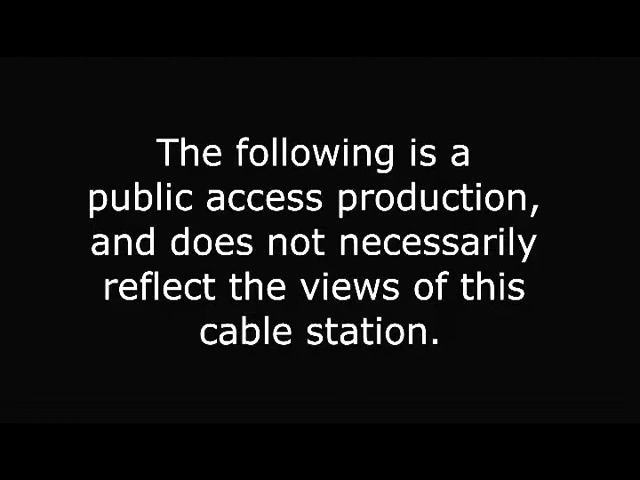 The following is a
public access production,
and does not necessarily
reflect the views of this
cable station.